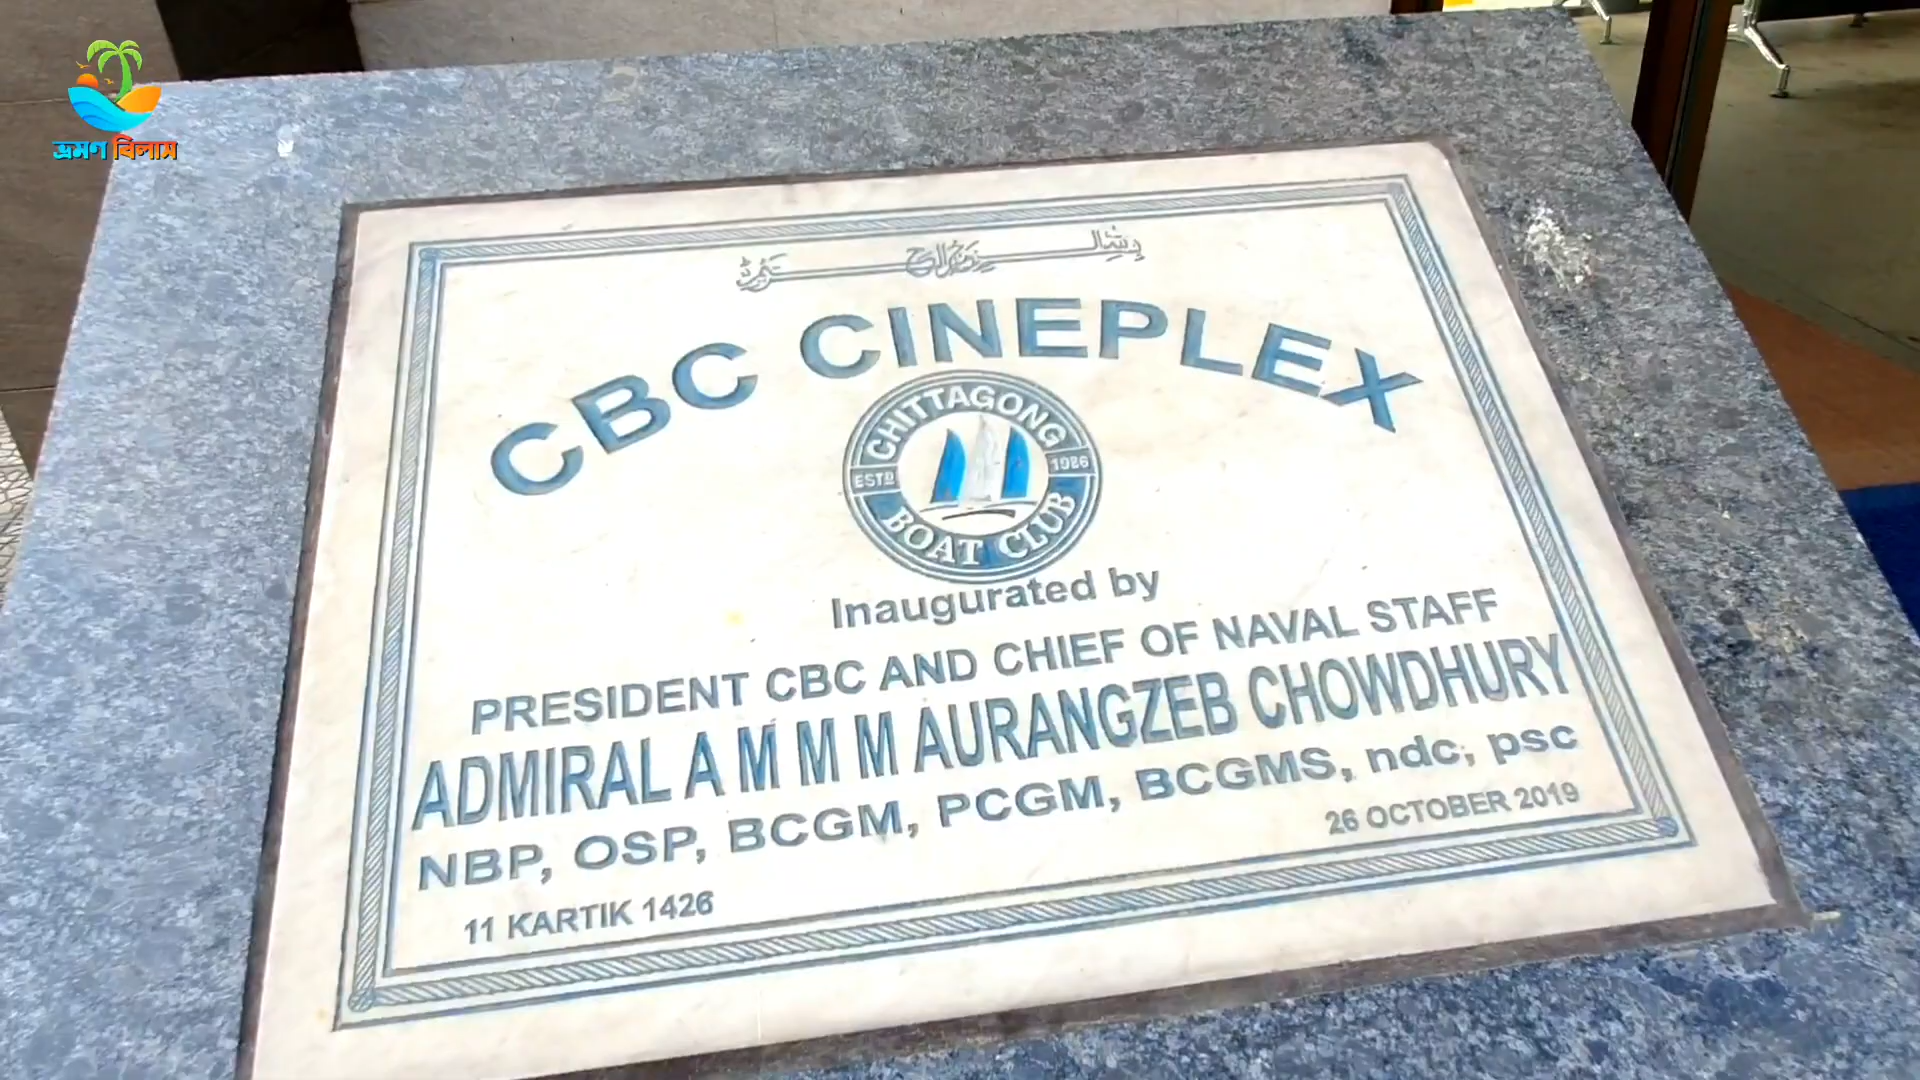 ভ্রমণ বিলাস
CBC CINEPLEX
CHITTAGONG
ESTD 1986
BOAT CLUB
Inaugurated by
PRESIDENT CBC AND CHIEF OF NAVAL STAFF
ADMIRAL A M M M AURANGZEB CHOWDHURY
NBP, OSP, BCGM, PCGM, BCGMS, ndc, psc
11 KARTIK 1426
26 OCTOBER 2019